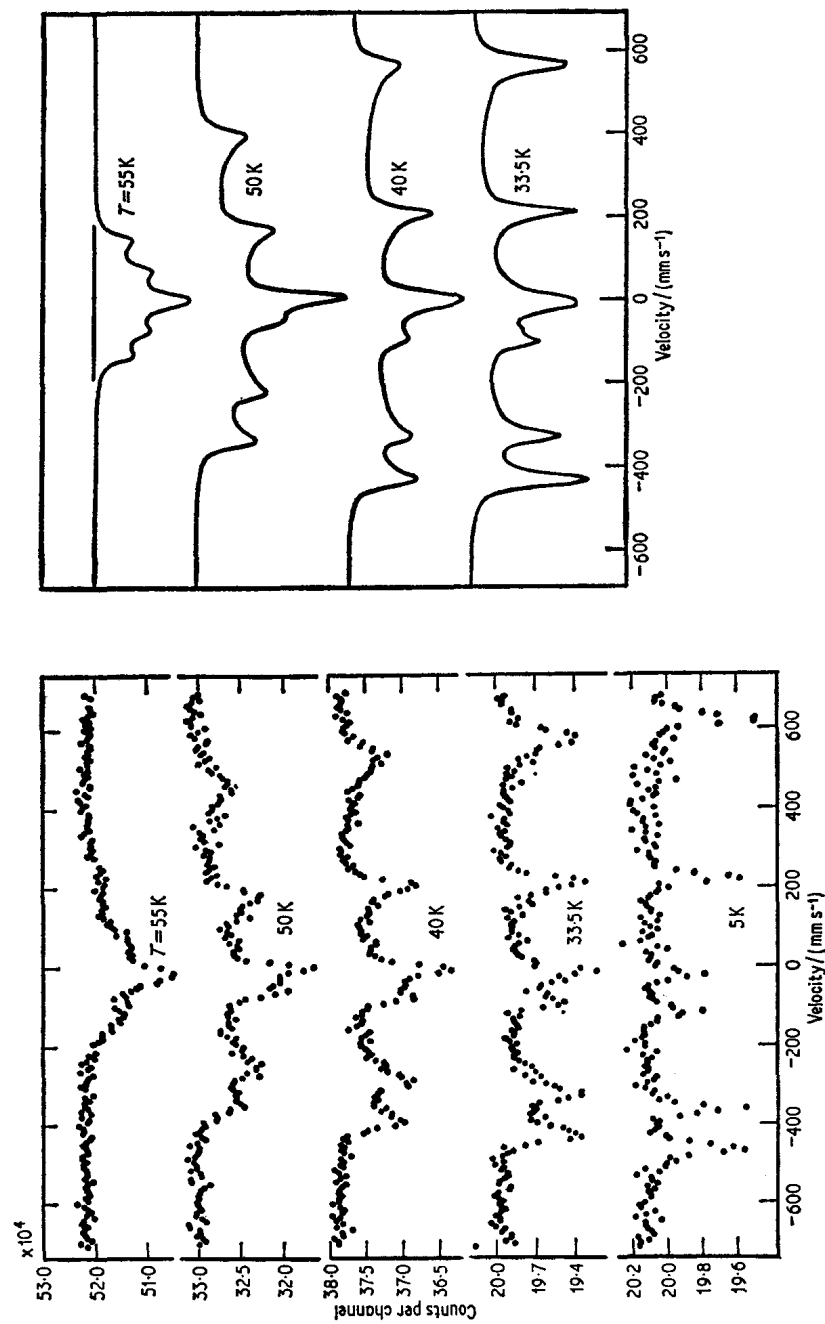 ×10⁴
53·0
52·0
51·0
T=55K
33·0
32·5
32·0
50K
38·0
37·5
37·0
36·5
40K
20·0
19·7
19·4
33·5K
20·2
20·0
19·8
19·6
5K
Counts per channel
-600
-400
-200
0
200
400
600
Velocity/(mm s⁻¹)
T=55K
50K
40K
33·5K
-600
-400
-200
0
200
400
600
Velocity/(mm s⁻¹)